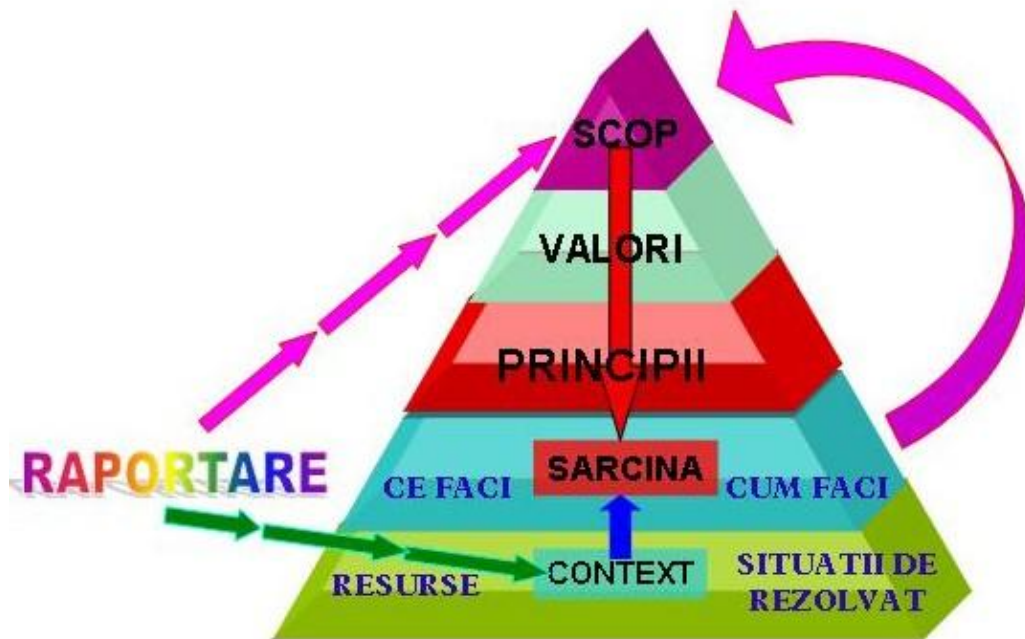 SCOP
VALORI
PRINCIPII
RAPORTARE
CE FACI
SARCINA
CUM FACI
RESURSE
CONTEXT
SITUATII DE
REZOLVAT